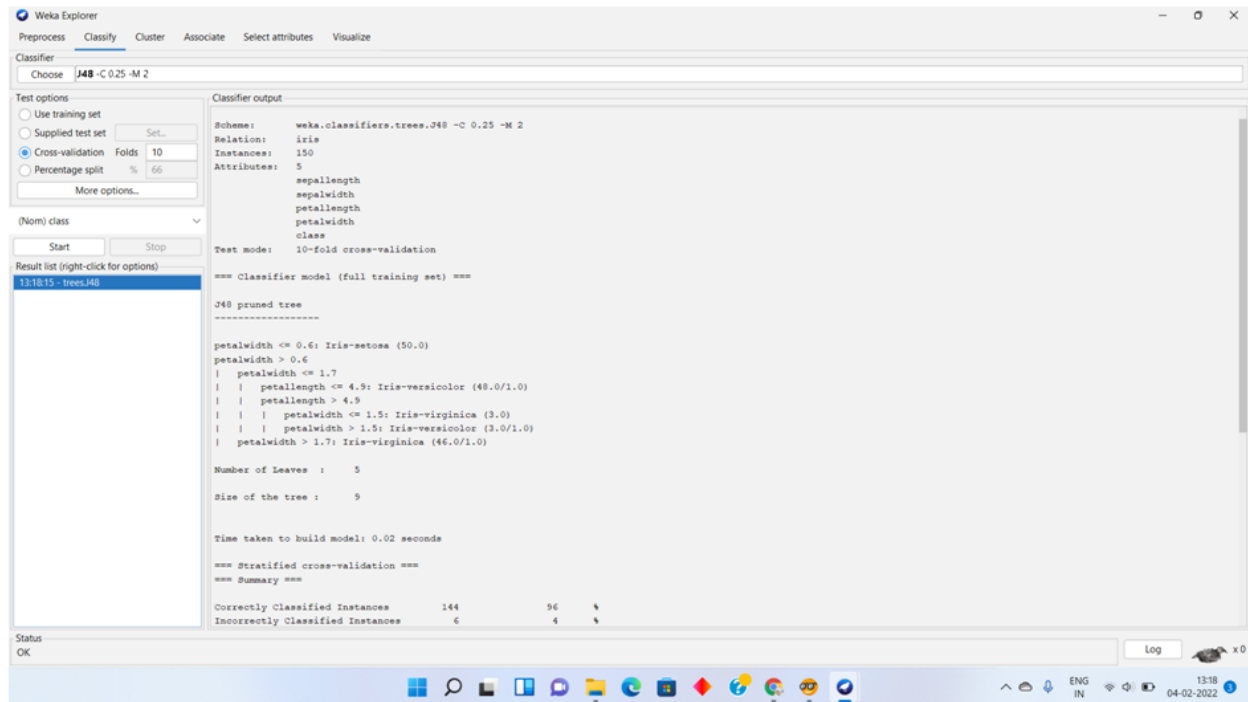 Weka Explorer
Preprocess Classify Cluster Associate Select attributes Visualize
Classifier
Choose J48 -C 0.25 -M 2
Test options
Use training set
Supplied test set Set...
Cross-validation Folds 10
Percentage split % 66
More options...
(Nom) class
Start Stop
Result list (right-click for options)
13:18:15 - trees.J48
Classifier output
Scheme: weka.classifiers.trees.J48 -C 0.25 -M 2
Relation: iris
Instances: 150
Attributes: 5
sepallength
sepalwidth
petallength
petalwidth
class
Test mode: 10-fold cross-validation
=== Classifier model (full training set) ===
J48 pruned tree
------------------
petalwidth <= 0.6: Iris-setosa (50.0)
petalwidth > 0.6
| petalwidth <= 1.7
| | petallength <= 4.9: Iris-versicolor (48.0/1.0)
| | petallength > 4.9
| | | petalwidth <= 1.5: Iris-virginica (3.0)
| | | petalwidth > 1.5: Iris-versicolor (3.0/1.0)
| petalwidth > 1.7: Iris-virginica (46.0/1.0)
Number of Leaves : 5
Size of the tree : 9
Time taken to build model: 0.02 seconds
=== Stratified cross-validation ===
=== Summary ===
Correctly Classified Instances 144 96 %
Incorrectly Classified Instances 6 4 %
Status
OK
Log x 0
ENG
IN
13:18
04-02-2022
3